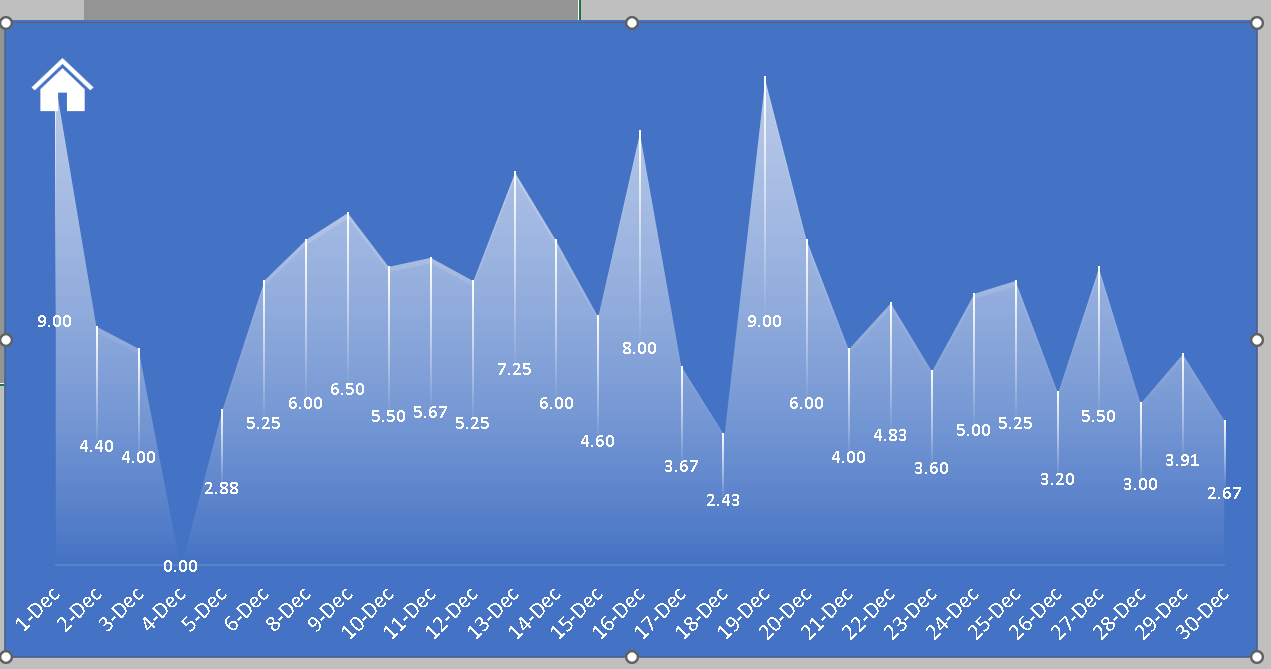 9.00
4.40
4.00
0.00
2.88
5.25
6.00
6.50
5.50
5.67
5.25
7.25
6.00
4.60
8.00
3.67
2.43
9.00
6.00
4.00
4.83
3.60
5.00
5.25
3.20
5.50
3.00
3.91
2.67
1-Dec
2-Dec
3-Dec
4-Dec
5-Dec
6-Dec
8-Dec
9-Dec
10-Dec
11-Dec
12-Dec
13-Dec
14-Dec
15-Dec
16-Dec
17-Dec
18-Dec
19-Dec
20-Dec
21-Dec
22-Dec
23-Dec
24-Dec
25-Dec
26-Dec
27-Dec
28-Dec
29-Dec
30-Dec